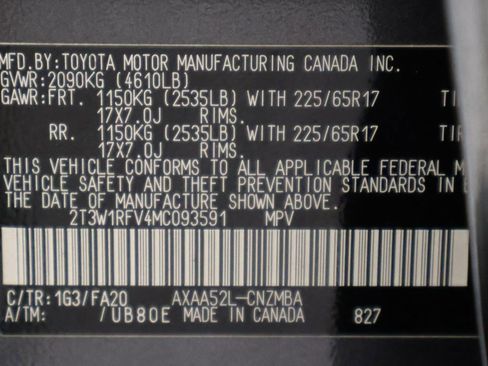 MFD.BY:TOYOTA MOTOR MANUFACTURING CANADA INC.
GVWR:2090KG (4610LB)
GAWR:FRT. 1150KG (2535LB) WITH 225/65R17 TI
17X7.0J RIMS.
RR. 1150KG (2535LB) WITH 225/65R17 TIR
17X7.0J RIMS.
THIS VEHICLE CONFORMS TO ALL APPLICABLE FEDERAL M
VEHICLE SAFETY AND THEFT PREVENTION STANDARDS IN E
THE DATE OF MANUFACTURE SHOWN ABOVE.
2T3W1RFV4MC093591 MPV
C/TR:1G3/FA20 AXAA52L-CNZMBA
A/TM: /UB80E MADE IN CANADA 827